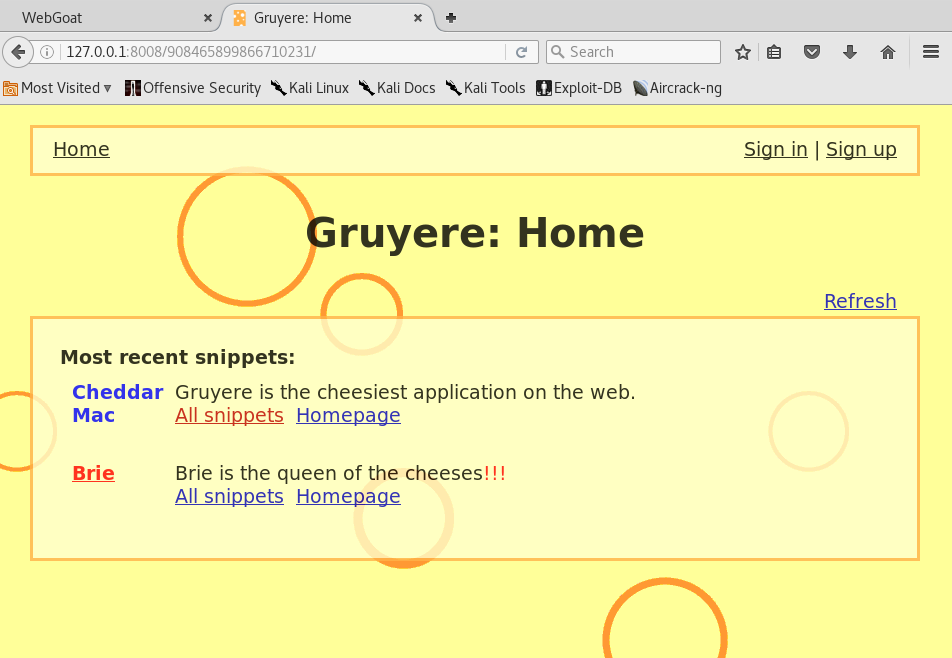 WebGoat Gruyere: Home
127.0.0.1:8008/908465899866710231/ Search
Most Visited Offensive Security Kali Linux Kali Docs Kali Tools Exploit-DB Aircrack-ng
Home Sign in | Sign up
Gruyere: Home
Refresh
Most recent snippets:
Cheddar Gruyere is the cheesiest application on the web.
Mac All snippets Homepage
Brie Brie is the queen of the cheeses!!!
All snippets Homepage